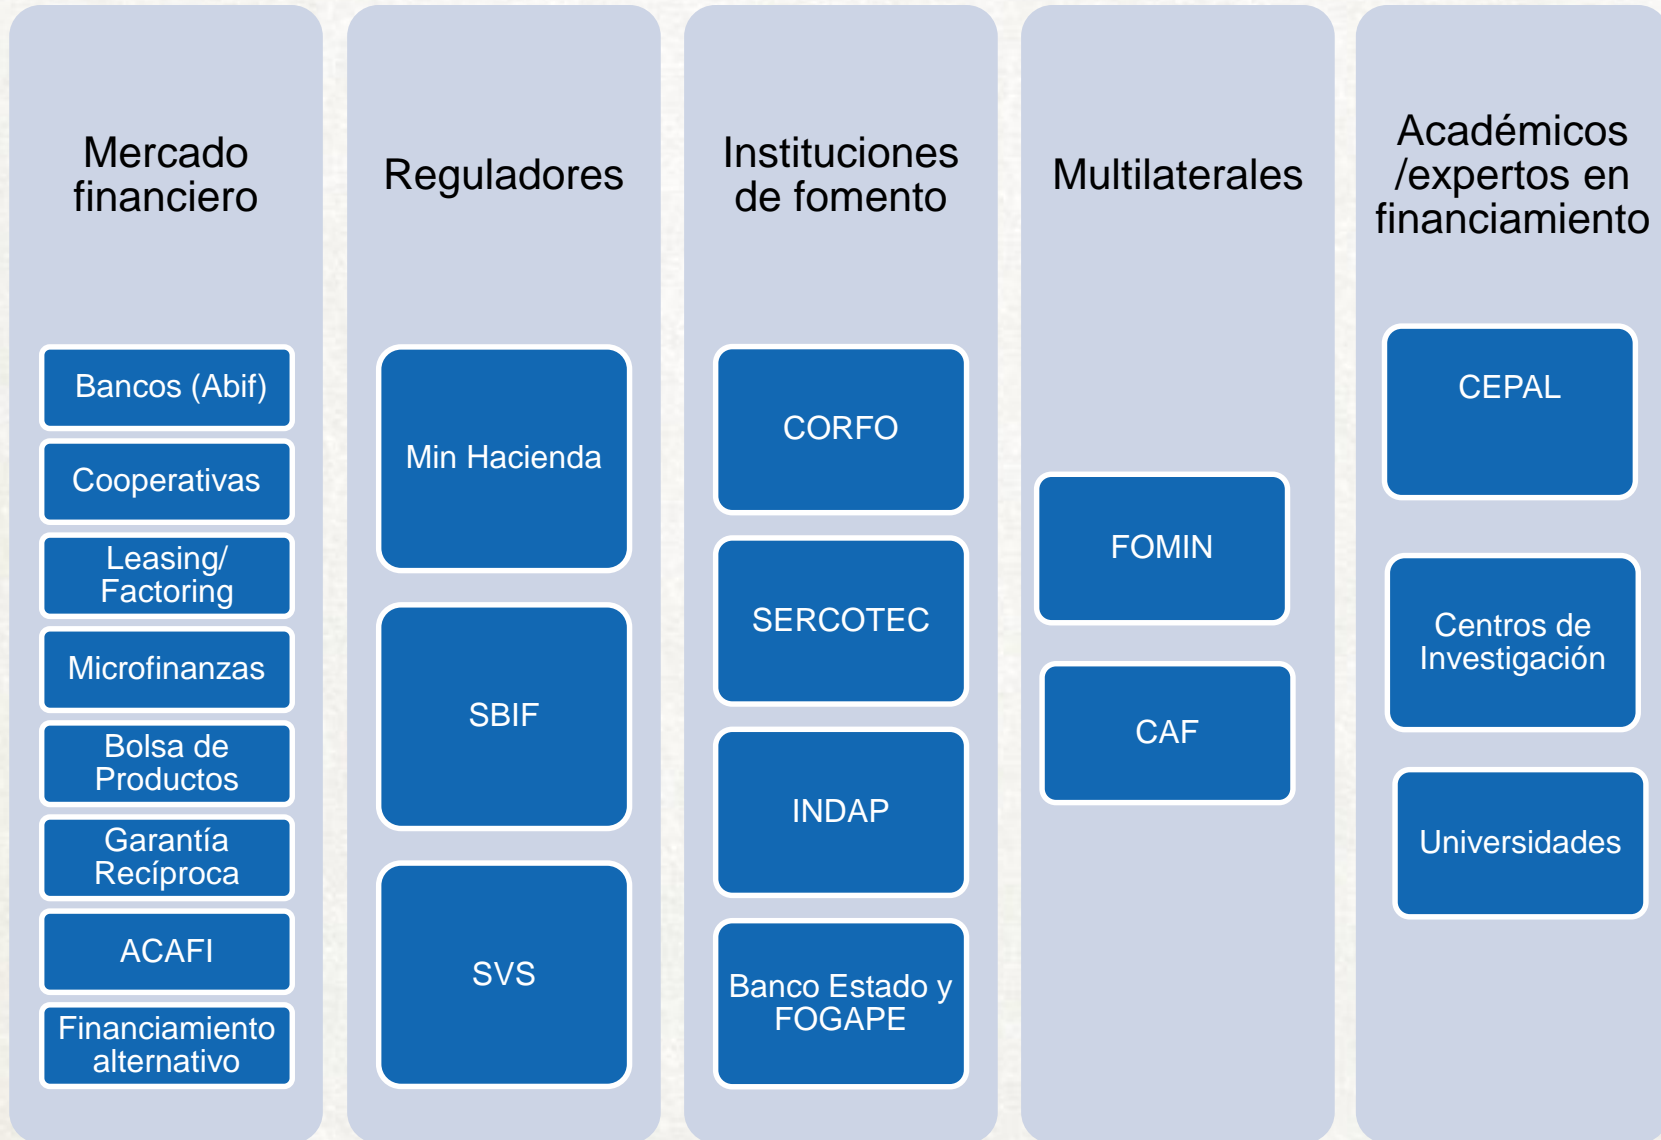 Mercado
financiero
Bancos (Abif)
Cooperativas
Leasing/
Factoring
Microfinanzas
Bolsa de
Productos
Garantía
Recíproca
ACAFI
Financiamiento
alternativo
Reguladores
Min Hacienda
SBIF
SVS
Instituciones
de fomento
CORFO
SERCOTEC
INDAP
Banco Estado y
FOGAPE
Multilaterales
FOMIN
CAF
Académicos
/expertos en
financiamiento
CEPAL
Centros de
Investigación
Universidades